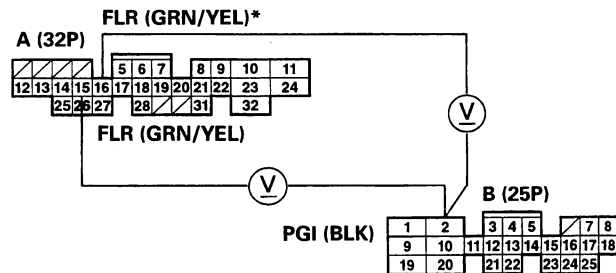 FLR (GRN/YEL)*
A (32P)
5 6 7 8 9 10 11
12 13 14 15 16 17 18 19 20 21 22 23 24
25 26 27 28 31 32
FLR (GRN/YEL)
V
V
B (25P)
PGI (BLK)
1 2 3 4 5 7 8
9 10 11 12 13 14 15 16 17 18
19 20 21 22 23 24 25